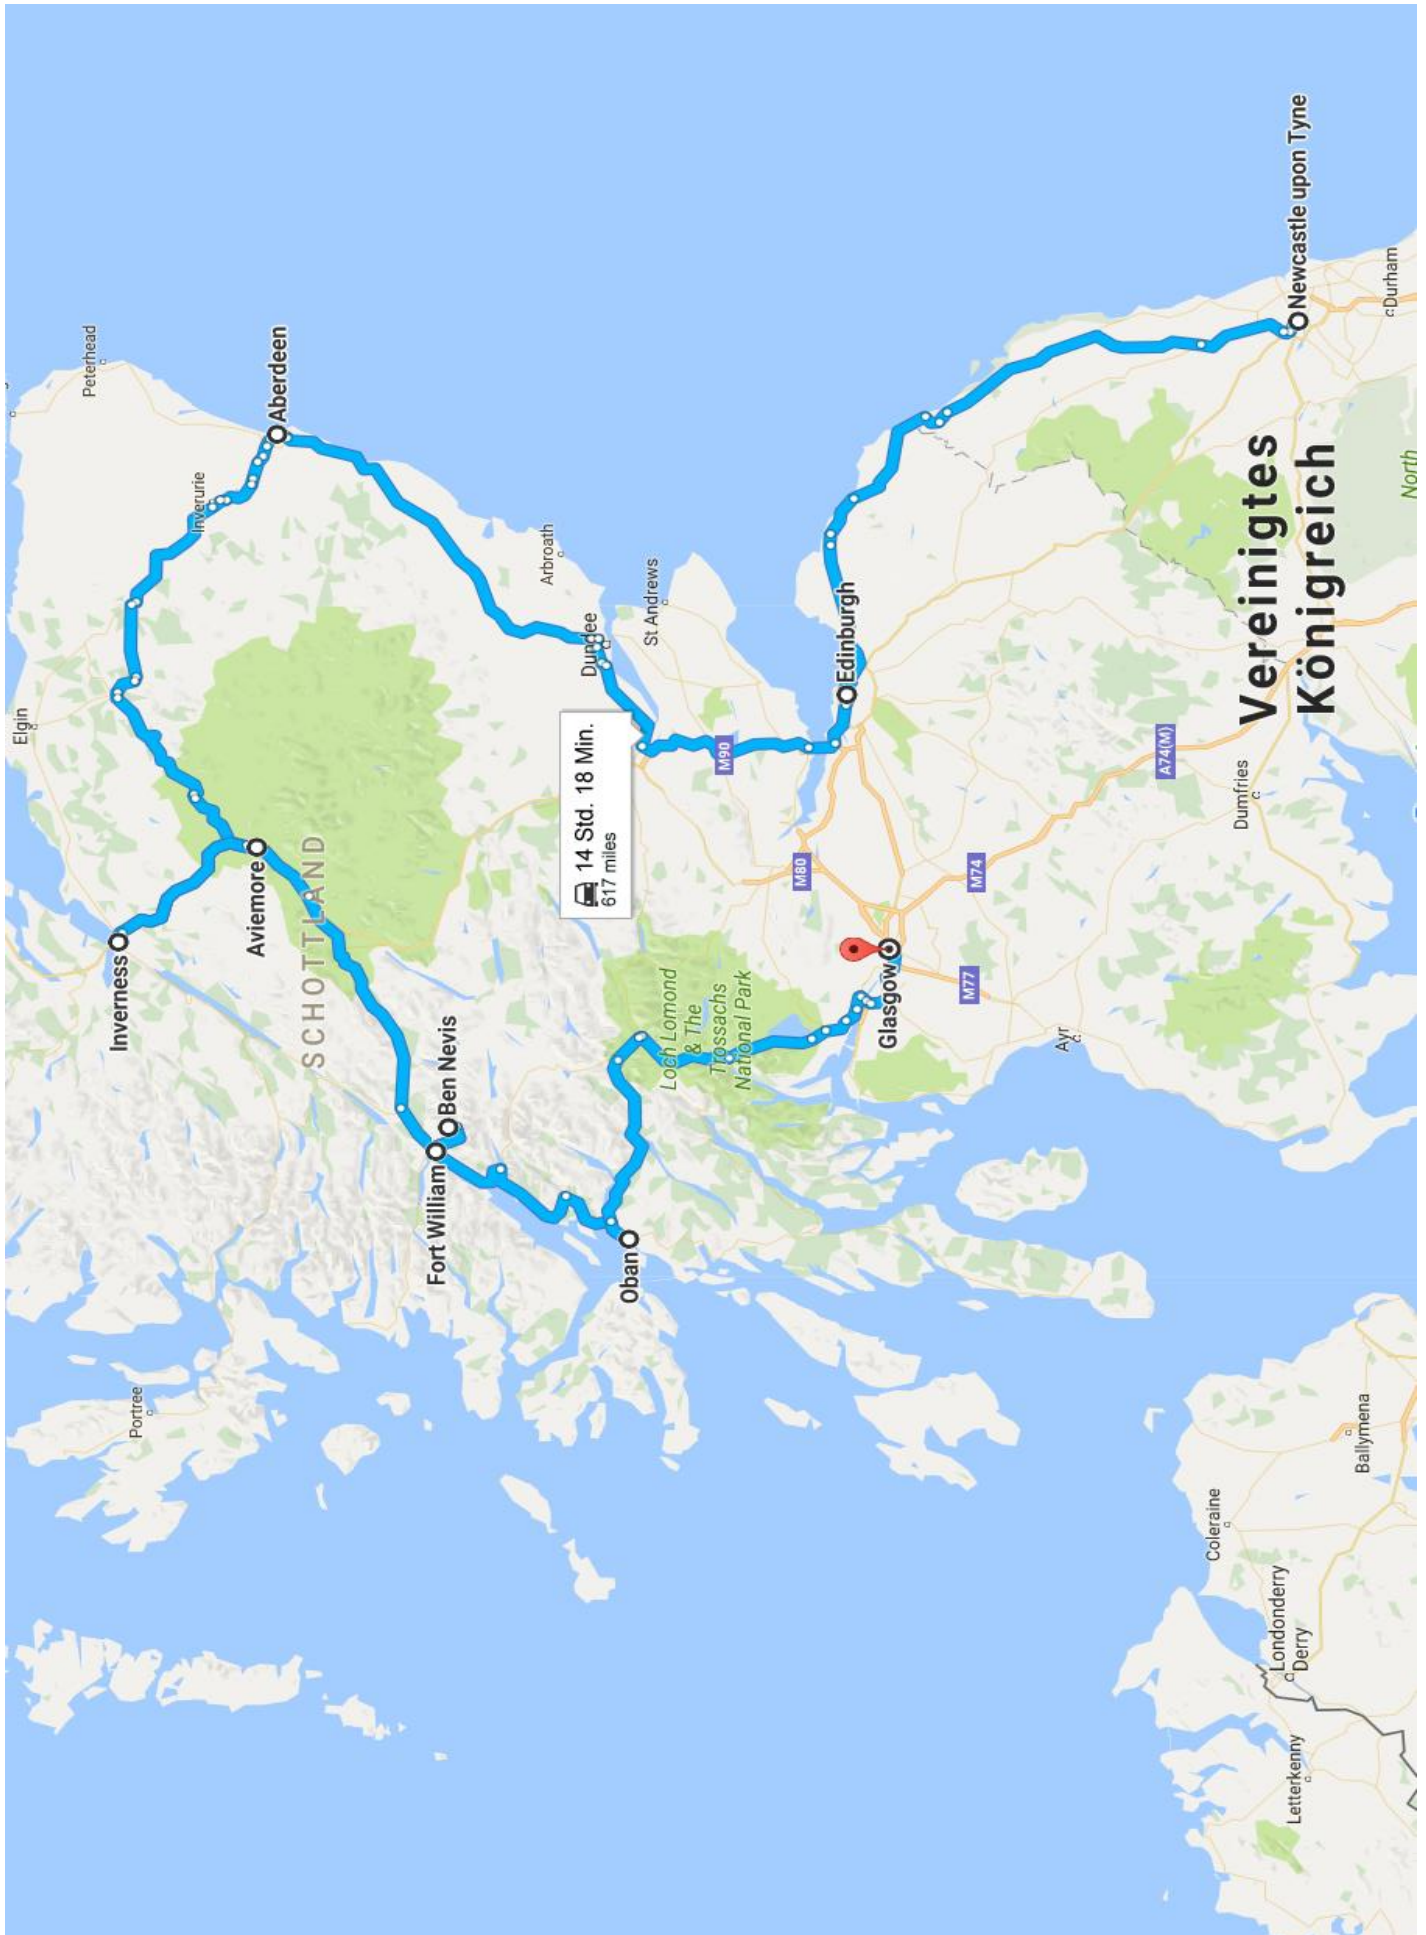 Portree
Inverness
Elgin
Peterhead
Inverurie
Aberdeen
Aviemore
SCHOTTLAND
Ben Nevis
Fort William
Oban
Arbroath
Dundee
St Andrews
14 Std. 18 Min.
617 miles
Loch Lomond
& The
Trossachs
National Park
M90
M80
Edinburgh
Glasgow
M77
M74
Ayr
A74(M)
Dumfries
Vereinigtes
Königreich
Newcastle upon Tyne
Durham
North
Coleraine
Londonderry
Derry
Letterkenny
Ballymena